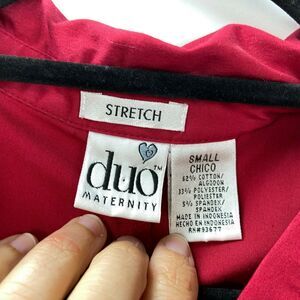 STRETCH
duo™
MATERNITY
SMALL
CHICO
62% COTTON/
ALGODON
33% POLYESTER/
POLIESTER
5% SPANDEX/
SPANDEX
MADE IN INDONESIA
HECHO EN INDONESIA
RN#93677